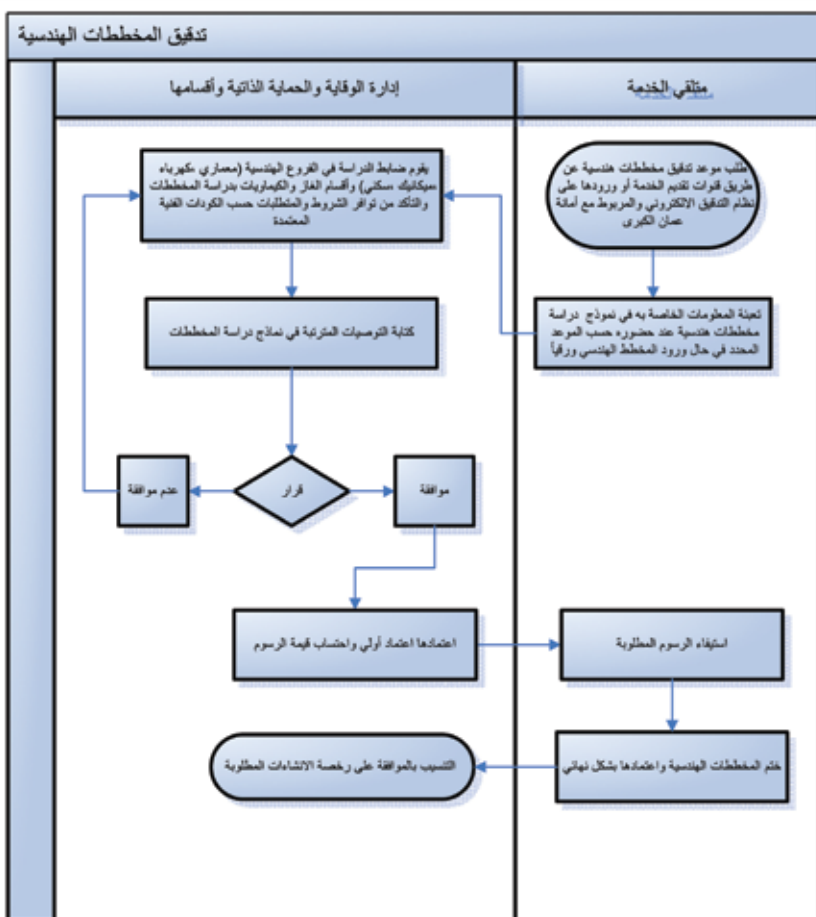 تدقيق المخططات الهندسية
متلقي الخدمة
إدارة الوقاية والحماية الذاتية وأقسامها
طلب موعد تدقيق مخططات هندسية عن
طريق قنوات تقديم الخدمة أو ورودها على
نظام التدقيق الالكتروني والمربوط مع أمانة
عمان الكبرى
تعبئة المعلومات الخاصة به في نموذج دراسة
مخططات هندسية عند حضوره حسب الموعد
المحدد في حال ورود المخطط الهندسي ورقياً
يقوم ضابط الدراسة في الفروع الهندسية (معماري ،كهرباء
،ميكانيك ،سكني) وأقسام الغاز والكيماويات بدراسة المخططات
والتأكد من توافر الشروط والمتطلبات حسب الكودات الفنية
المعتمدة
كتابة التوصيات المترتبة في نماذج دراسة المخططات
قرار
موافقة
عدم موافقة
اعتمادها اعتماد أولي واحتساب قيمة الرسوم
استيفاء الرسوم المطلوبة
ختم المخططات الهندسية واعتمادها بشكل نهائي
التنسيب بالموافقة على رخصة الانشاءات المطلوبة